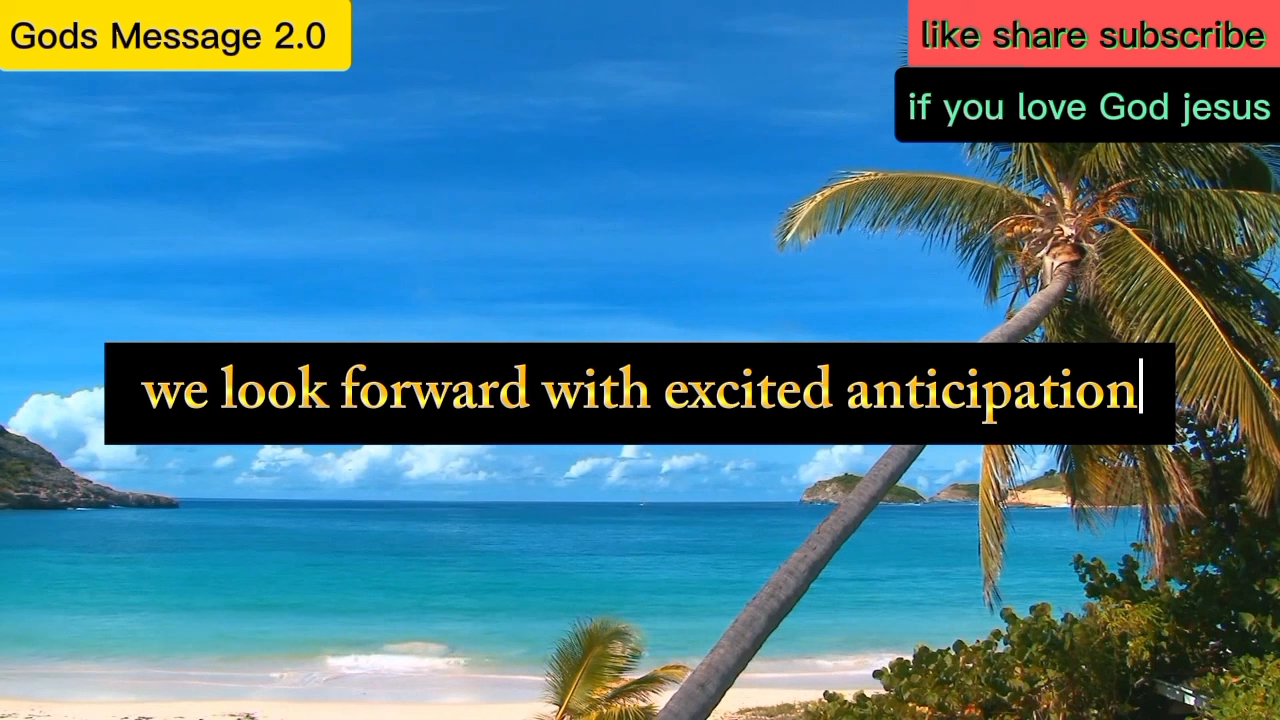 Gods Message 2.0
like share subscribe
if you love God jesus
we look forward with excited anticipation